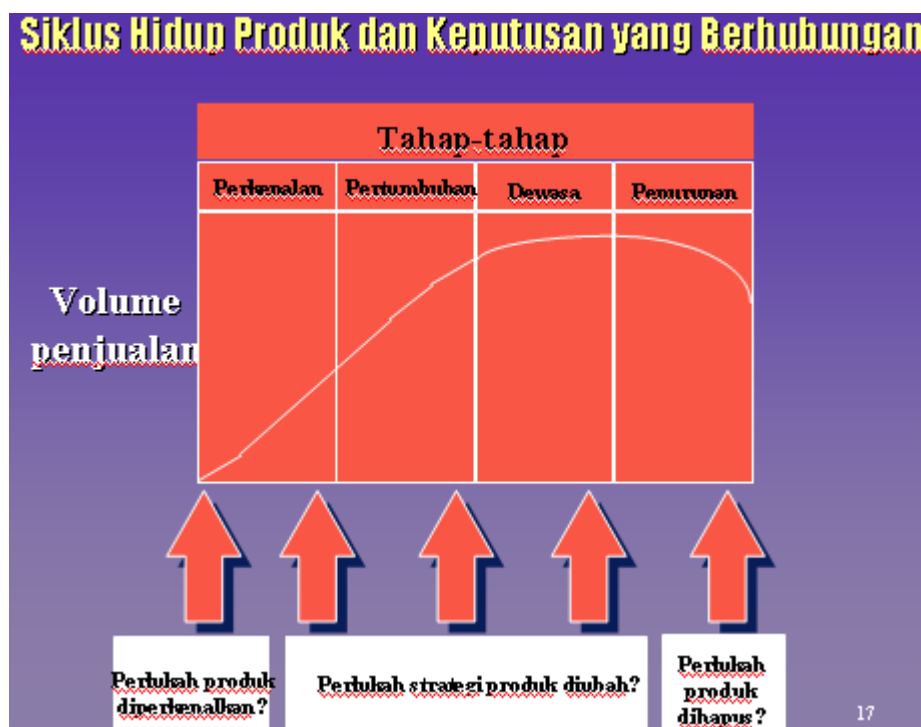 Siklus Hidup Produk dan Keputusan yang Berhubungan
Tahap-tahap
Perkenalan
Pertumbuhan
Dewasa
Penurunan
Volume
penjualan
Perlukah produk
diperkenalkan?
Perlukah strategi produk diubah?
Perlukah
produk
dihapus?
17